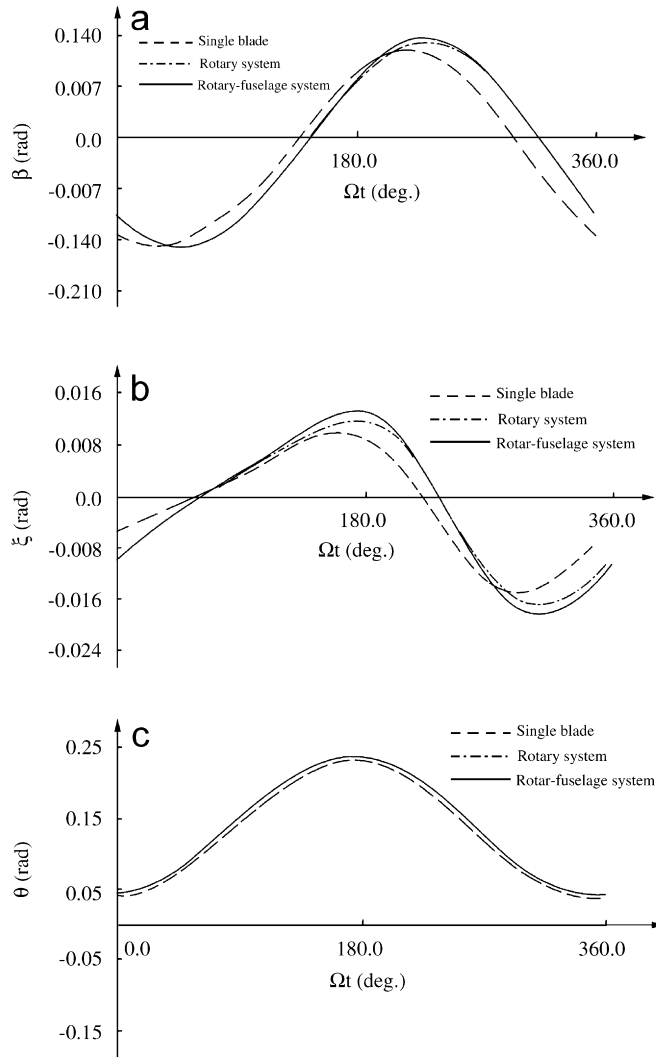 a
0.140
Single blade
Rotary system
0.007
Rotary-fuselage system
0.0
180.0
360.0
β (rad)
-0.007
Ωt (deg.)
-0.140
-0.210
b
0.016
Single blade
Rotary system
0.008
Rotar-fuselage system
0.0
180.0
360.0
ξ (rad)
-0.008
Ωt (deg.)
-0.016
-0.024
c
Single blade
0.25
Rotary system
Rotar-fuselage system
0.15
θ (rad)
0.05
0.0
180.0
360.0
-0.05
Ωt (deg.)
-0.15